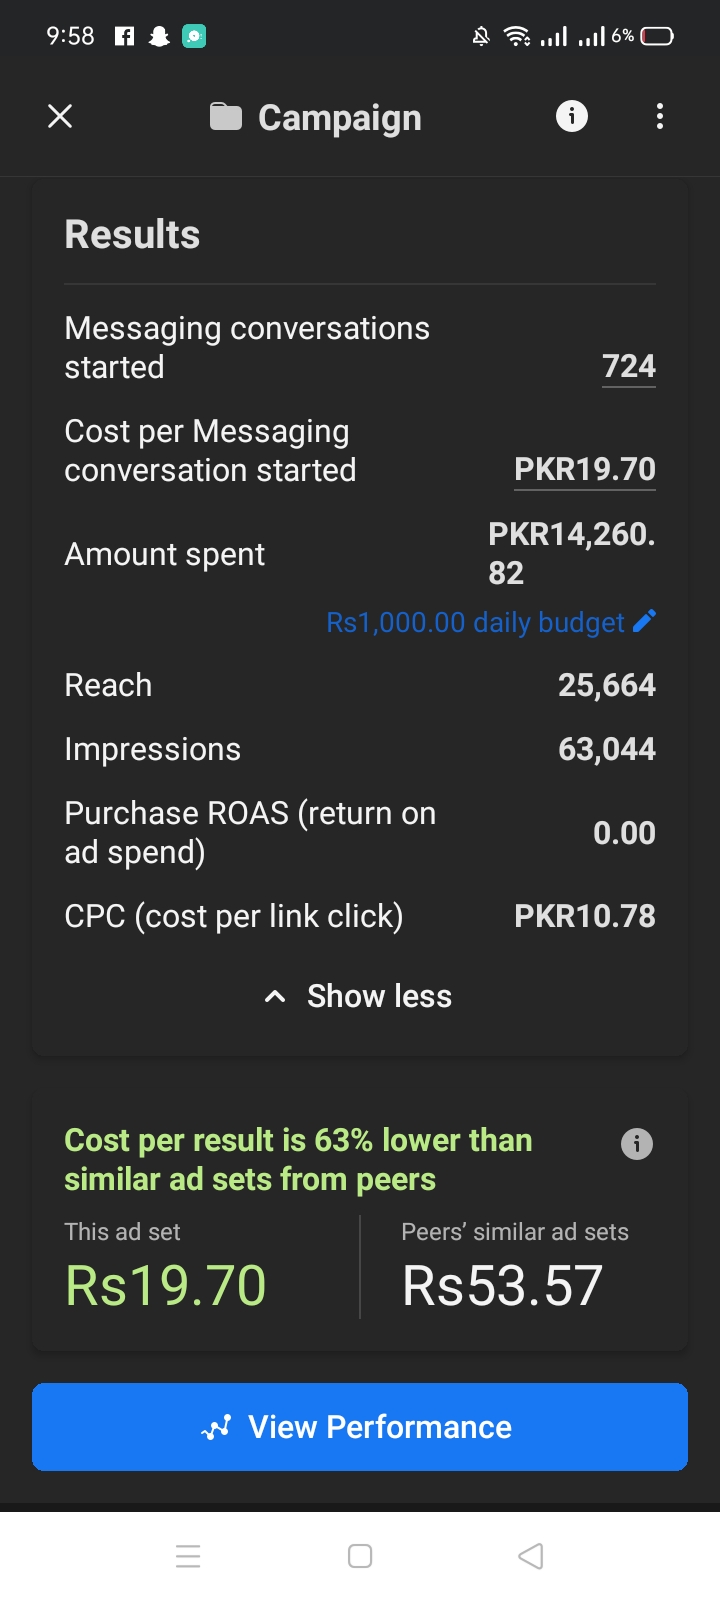 9:58
6%
Campaign
Results
Messaging conversations
started
724
Cost per Messaging
conversation started
PKR19.70
Amount spent
PKR14,260.
82
Rs1,000.00 daily budget
Reach
25,664
Impressions
63,044
Purchase ROAS (return on
ad spend)
0.00
CPC (cost per link click)
PKR10.78
Show less
Cost per result is 63% lower than
similar ad sets from peers
This ad set
Rs19.70
Peers’ similar ad sets
Rs53.57
View Performance